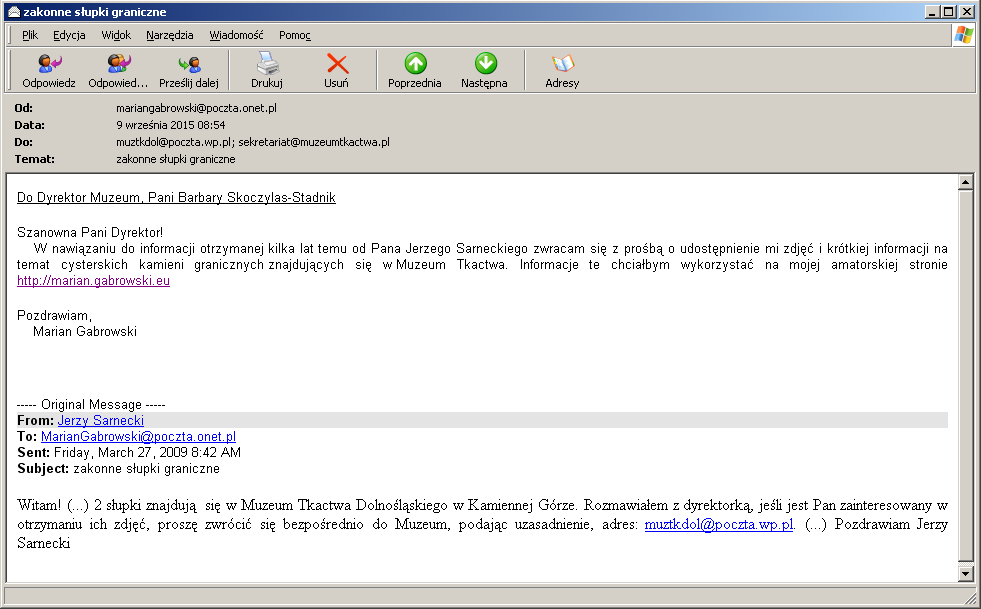 zakonne słupki graniczne
Plik Edycja Widok Narzędzia Wiadomość Pomoc
Odpowiedz Odpowied... Prześlij dalej Drukuj Usuń Poprzednia Następna Adresy
Od: mariangabrowski@poczta.onet.pl
Data: 9 września 2015 08:54
Do: muztkdol@poczta.wp.pl; sekretariat@muzeumtkactwa.pl
Temat: zakonne słupki graniczne
Do Dyrektor Muzeum, Pani Barbary Skoczylas-Stadnik
Szanowna Pani Dyrektor!
W nawiązaniu do informacji otrzymanej kilka lat temu od Pana Jerzego Sarneckiego zwracam się z prośbą o udostępnienie mi zdjęć i krótkiej informacji na
temat cysterskich kamieni granicznych znajdujących się w Muzeum Tkactwa. Informacje te chciałbym wykorzystać na mojej amatorskiej stronie
http://marian.gabrowski.eu
Pozdrawiam,
Marian Gabrowski
----- Original Message -----
From: Jerzy Sarnecki
To: MarianGabrowski@poczta.onet.pl
Sent: Friday, March 27, 2009 8:42 AM
Subject: zakonne słupki graniczne
Witam! (...) 2 słupki znajdują się w Muzeum Tkactwa Dolnośląskiego w Kamiennej Górze. Rozmawiałem z dyrektorką, jeśli jest Pan zainteresowany w
otrzymaniu ich zdjęć, proszę zwrócić się bezpośrednio do Muzeum, podając uzasadnienie, adres: muztkdol@poczta.wp.pl. (...) Pozdrawiam Jerzy
Sarnecki